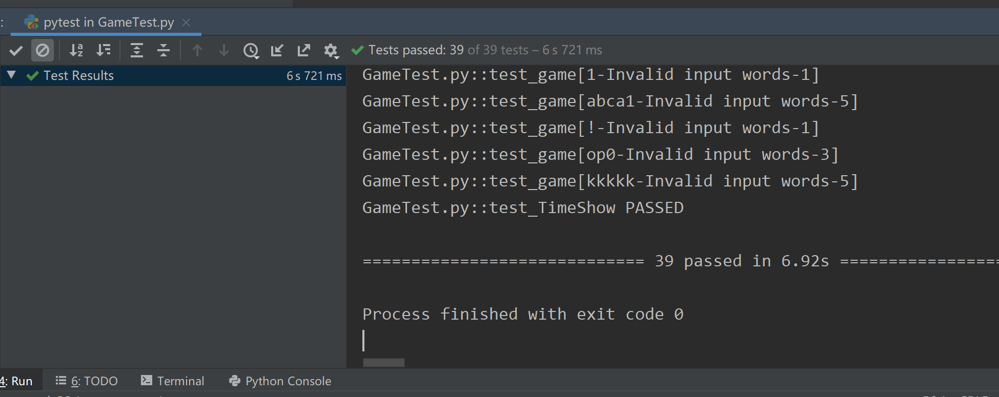 : pytest in GameTest.py
Tests passed: 39 of 39 tests – 6 s 721 ms
Test Results 6 s 721 ms
GameTest.py::test_game[1-Invalid input words-1]
GameTest.py::test_game[abca1-Invalid input words-5]
GameTest.py::test_game[!-Invalid input words-1]
GameTest.py::test_game[op0-Invalid input words-3]
GameTest.py::test_game[kkkkk-Invalid input words-5]
GameTest.py::test_TimeShow PASSED
============================= 39 passed in 6.92s =================
Process finished with exit code 0
4: Run 6: TODO Terminal Python Console